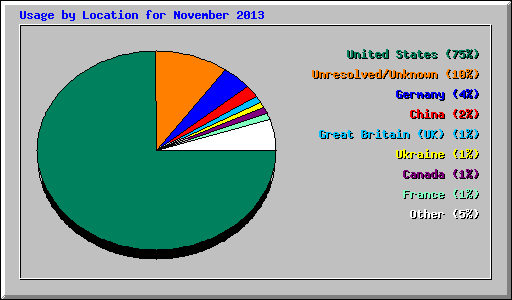 Usage by Location for November 2013
United States (75%)
Unresolved/Unknown (10%)
Germany (4%)
China (2%)
Great Britain (UK) (1%)
Ukraine (1%)
Canada (1%)
France (1%)
Other (5%)